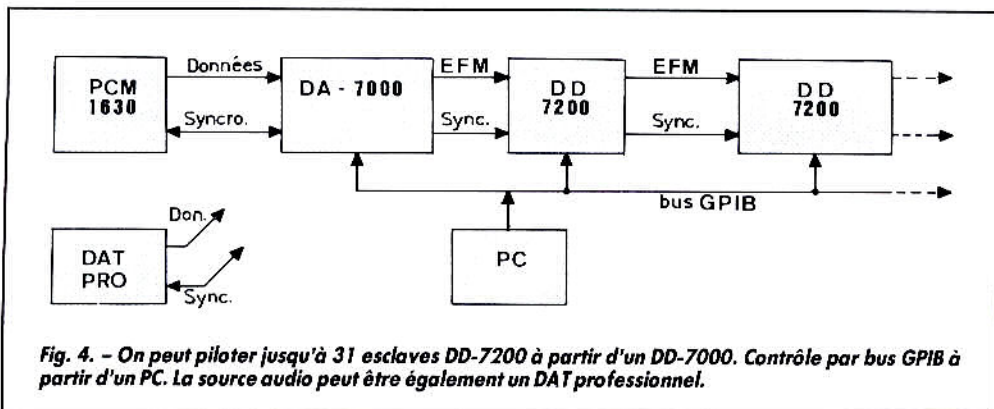 Données
EFM
EFM
PCM
1630
DA - 7000
DD
7200
DD
7200
Syncro.
Sync.
Sync.
bus GPIB
Don.
DAT
PRO
PC
Sync.
Fig. 4. – On peut piloter jusqu'à 31 esclaves DD-7200 à partir d'un DD-7000. Contrôle par bus GPIB à
partir d'un PC. La source audio peut être également un DAT professionnel.